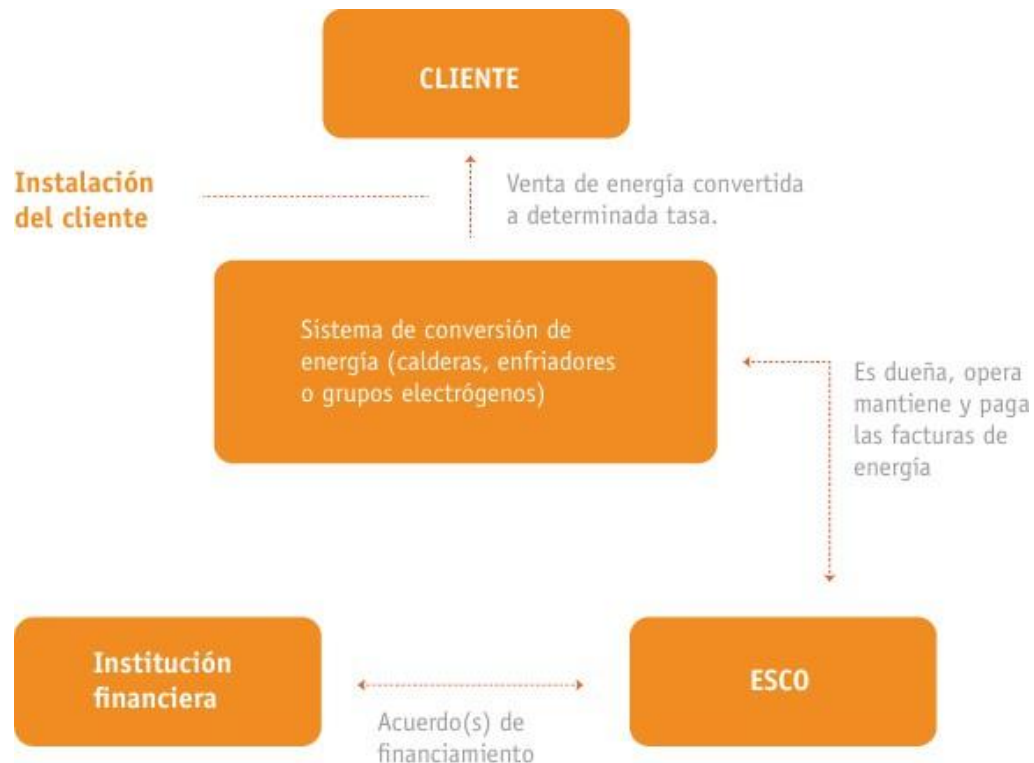 CLIENTE
Instalación
del cliente
Venta de energía convertida
a determinada tasa.
Sistema de conversión de
energía (calderas, enfriadores
o grupos electrógenos)
Es dueña, opera
mantiene y paga
las facturas de
energía
Institución
financiera
Acuerdo(s) de
financiamiento
ESCO